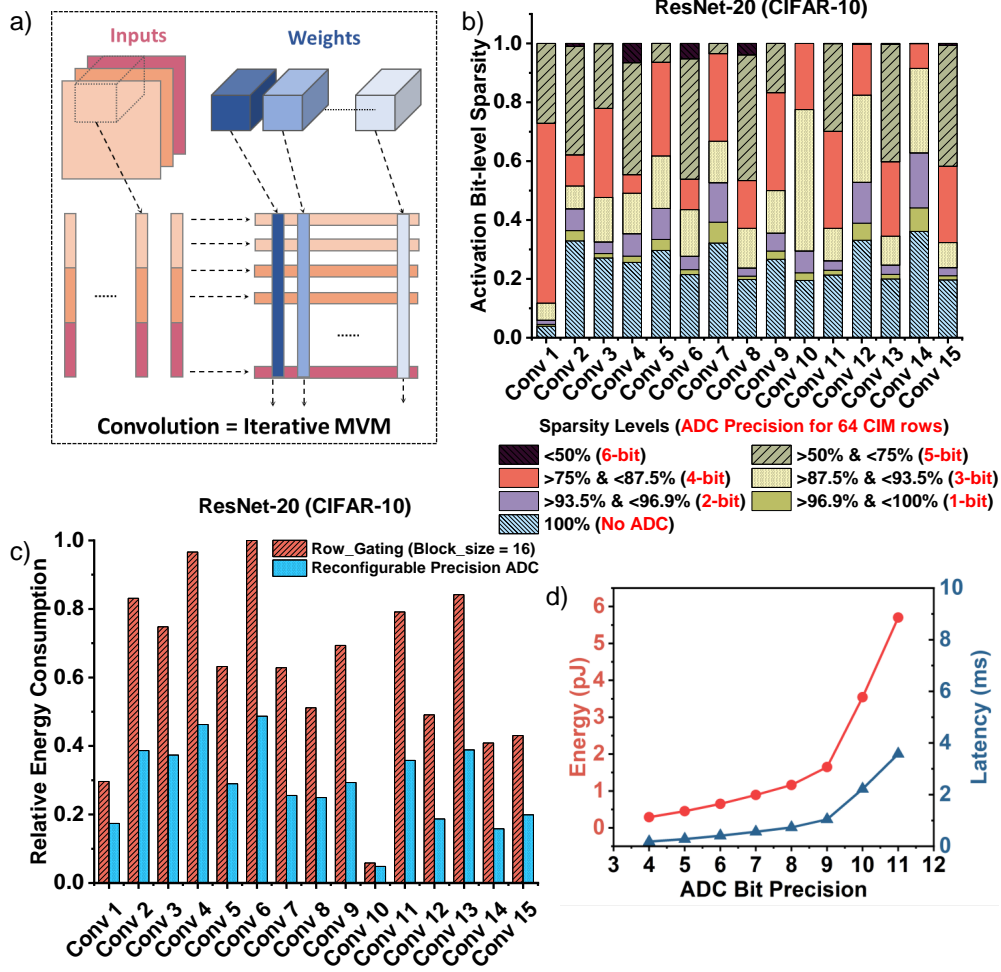 a)
Inputs
Weights
......
......
Convolution = Iterative MVM
b)
ResNet-20 (CIFAR-10)
Activation Bit-level Sparsity
1.0
0.8
0.6
0.4
0.2
0.0
Conv 1
Conv 2
Conv 3
Conv 4
Conv 5
Conv 6
Conv 7
Conv 8
Conv 9
Conv 10
Conv 11
Conv 12
Conv 13
Conv 14
Conv 15
Sparsity Levels (ADC Precision for 64 CIM rows)
<50% (6-bit)
>50% & <75% (5-bit)
>75% & <87.5% (4-bit)
>87.5% & <93.5% (3-bit)
>93.5% & <96.9% (2-bit)
>96.9% & <100% (1-bit)
100% (No ADC)
c)
ResNet-20 (CIFAR-10)
Row_Gating (Block_size = 16)
Reconfigurable Precision ADC
Relative Energy Consumption
1.0
0.8
0.6
0.4
0.2
0.0
Conv 1
Conv 2
Conv 3
Conv 4
Conv 5
Conv 6
Conv 7
Conv 8
Conv 9
Conv 10
Conv 11
Conv 12
Conv 13
Conv 14
Conv 15
d)
Energy (pJ)
6
5
4
3
2
1
0
Latency (ms)
10
8
6
4
2
0
3 4 5 6 7 8 9 10 11 12
ADC Bit Precision